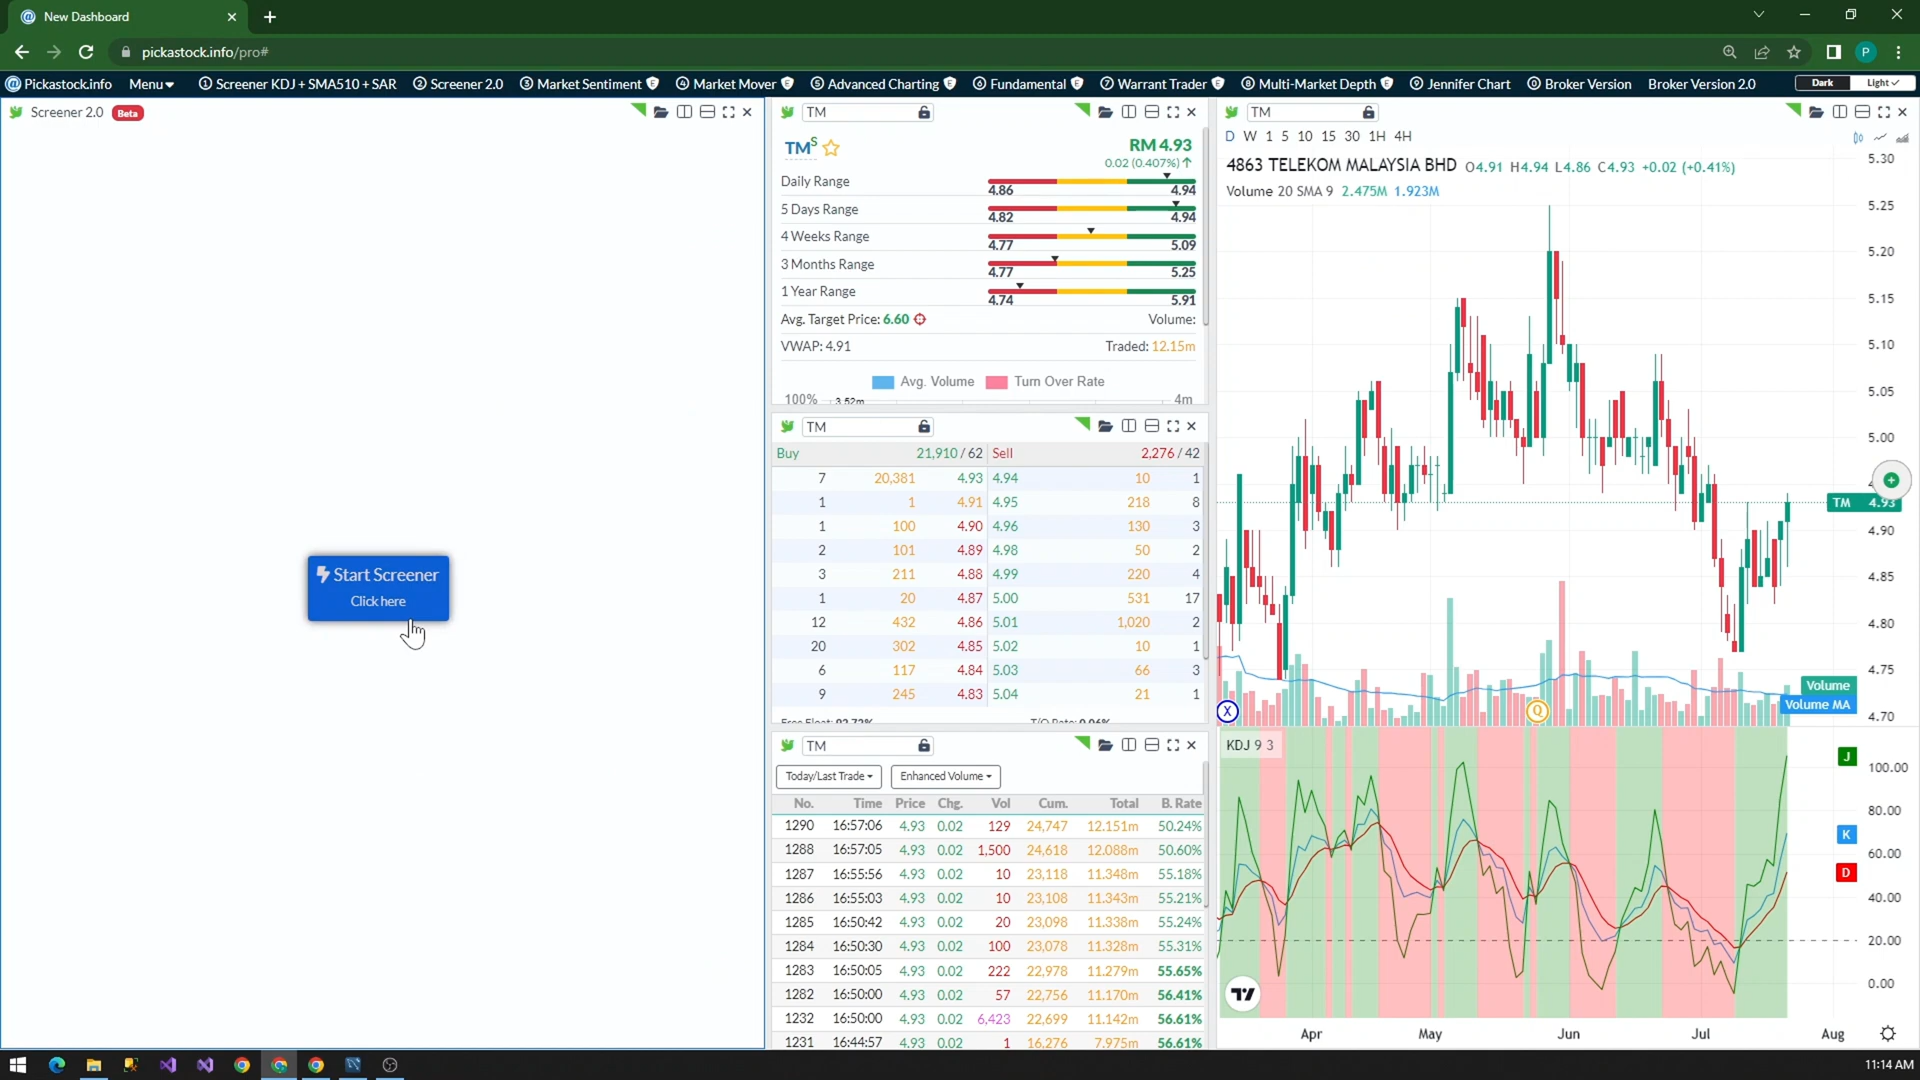 New Dashboard
pickastock.info/pro#
P
Pickastock.info Menu 1 Screener KDJ + SMA510 + SAR 2 Screener 2.0 3 Market Sentiment 4 Market Mover 5 Advanced Charting 6 Fundamental 7 Warrant Trader 8 Multi-Market Depth 9 Jennifer Chart 0 Broker Version Broker Version 2.0 Dark Light
Screener 2.0 Beta
Start Screener
Click here
TM
TM S RM 4.93
0.02 (0.407%)
Daily Range 4.86 4.94
5 Days Range 4.82 4.94
4 Weeks Range 4.77 5.09
3 Months Range 4.77 5.25
1 Year Range 4.74 5.91
Avg. Target Price: 6.60 Volume:
VWAP: 4.91 Traded: 12.15m
Avg. Volume Turn Over Rate
100% 3.52m 4m
TM
Buy 21,910 / 62 Sell 2,276 / 42
7 20,381 4.93 4.94 10 1
1 1 4.91 4.95 218 8
1 100 4.90 4.96 130 3
2 101 4.89 4.98 50 2
3 211 4.88 4.99 220 4
1 20 4.87 5.00 531 17
12 432 4.86 5.01 1,020 2
20 302 4.85 5.02 10 1
6 117 4.84 5.03 66 3
9 245 4.83 5.04 21 1
TM
Today/Last Trade Enhanced Volume
No. Time Price Chg. Vol Cum. Total B. Rate
1290 16:57:06 4.93 0.02 129 24,747 12.151m 50.24%
1288 16:57:05 4.93 0.02 1,500 24,618 12.088m 50.60%
1287 16:55:56 4.93 0.02 10 23,118 11.348m 55.18%
1286 16:55:03 4.93 0.02 10 23,108 11.343m 55.21%
1285 16:50:42 4.93 0.02 20 23,098 11.338m 55.24%
1284 16:50:30 4.93 0.02 100 23,078 11.328m 55.31%
1283 16:50:05 4.93 0.02 222 22,978 11.279m 55.65%
1282 16:50:00 4.93 0.02 57 22,756 11.170m 56.41%
1232 16:50:00 4.93 0.02 6,423 22,699 11.142m 56.61%
1231 16:44:57 4.93 0.02 1 16,276 7.975m 56.61%
TM
D W 1 5 10 15 30 1H 4H
4863 TELEKOM MALAYSIA BHD O4.91 H4.94 L4.86 C4.93 +0.02 (+0.41%)
Volume 20 SMA 9 2.475M 1.923M
5.30
5.25
5.20
5.15
5.10
5.05
5.00
TM 4.93
4.90
4.85
4.80
4.75
Volume
Volume MA
4.70
X
Q
KDJ 9 3
J
100.00
80.00
K
60.00
D
40.00
20.00
0.00
Apr May Jun Jul Aug
11:14 AM